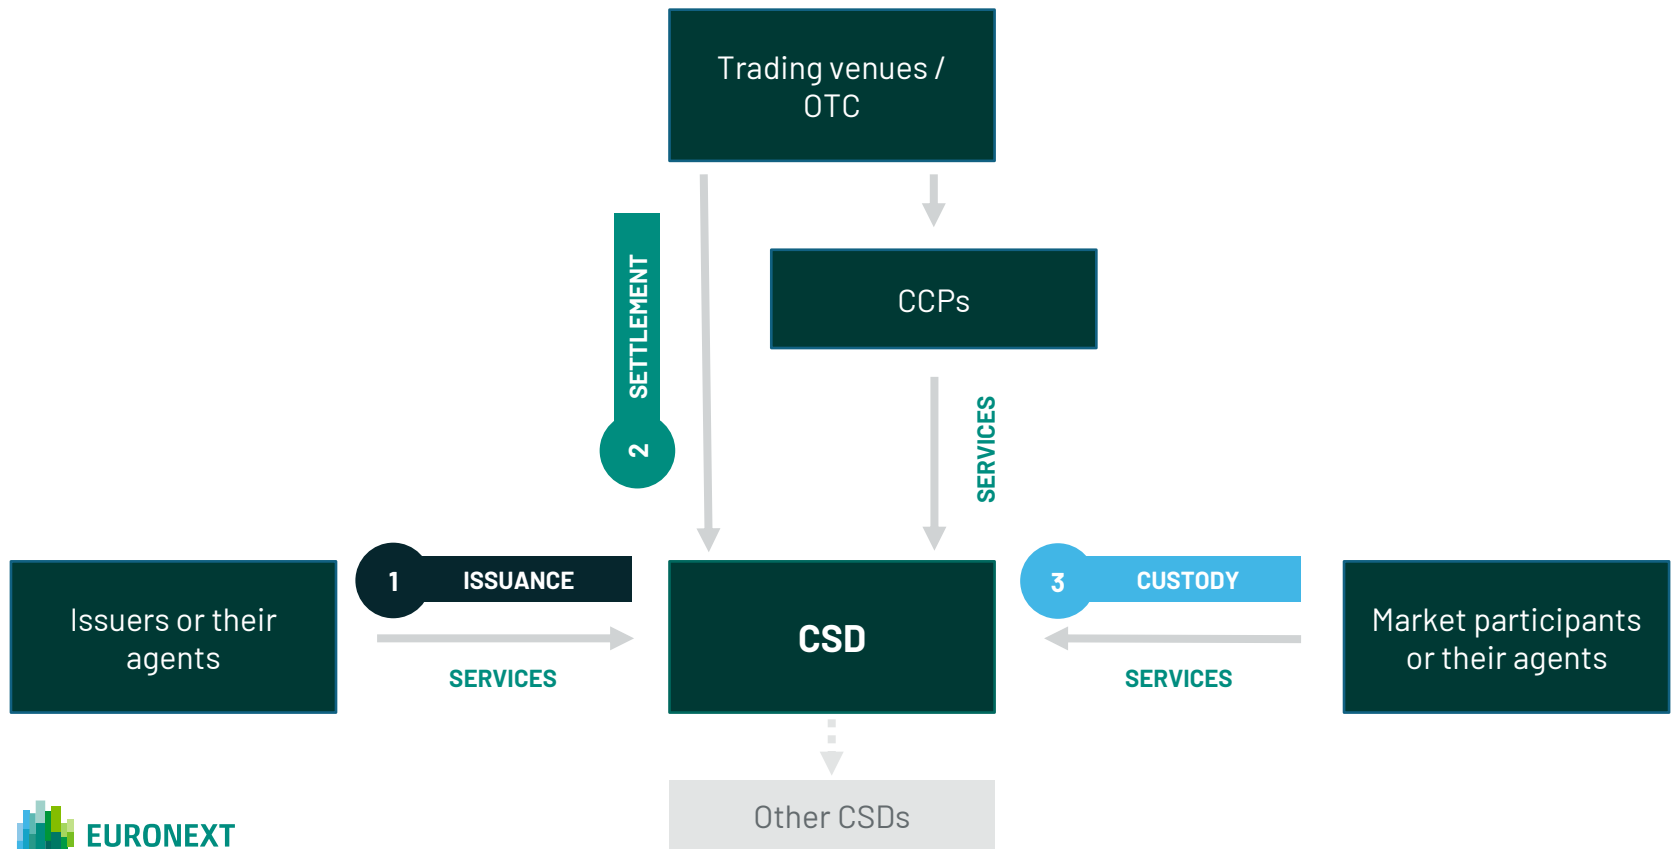 Trading venues /
OTC
SETTLEMENT
2
CCPs
SERVICES
Issuers or their
agents
1
ISSUANCE
SERVICES
CSD
3
CUSTODY
SERVICES
Market participants
or their agents
Other CSDs
EURONEXT